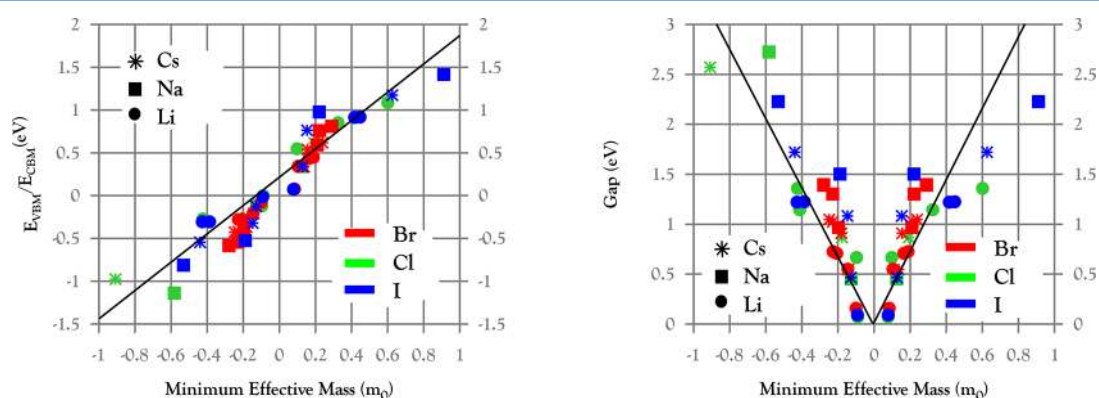 2 2
1.5 1.5
1 1
0.5 0.5
0 0
-0.5 -0.5
-1 -1
-1.5 -1.5
-1 -0.8 -0.6 -0.4 -0.2 0 0.2 0.4 0.6 0.8 1
E_VBM/E_CBM(eV)
Minimum Effective Mass (m₀)
Cs
Na
Li
Br
Cl
I
3 3
2.5 2.5
2 2
1.5 1.5
1 1
0.5 0.5
0 0
-1 -0.8 -0.6 -0.4 -0.2 0 0.2 0.4 0.6 0.8 1
Gap (eV)
Minimum Effective Mass (m₀)
Cs
Na
Li
Br
Cl
I